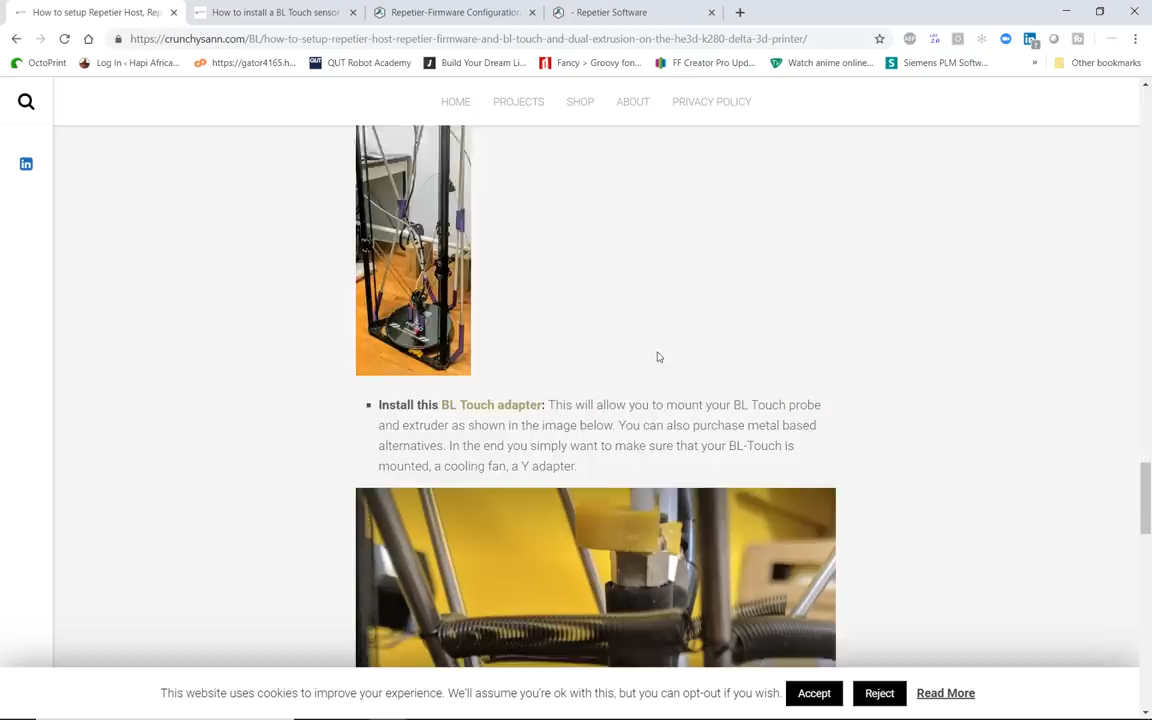 How to setup Repetier Host, Rep
How to install a BL Touch sensor
Repetier-Firmware Configuration
- Repetier Software
https://crunchysann.com/BL/how-to-setup-repetier-host-repetier-firmware-and-bl-touch-and-dual-extrusion-on-the-he3d-k280-delta-3d-printer/
OctoPrint
Log In ‹ Hapi Africa...
https://gator4165.h...
QUT Robot Academy
Build Your Dream Li...
Fancy > Groovy fon...
FF Creator Pro Upd...
Watch anime online...
Siemens PLM Softw...
»
Other bookmarks
HOME PROJECTS SHOP ABOUT PRIVACY POLICY
Install this BL Touch adapter: This will allow you to mount your BL Touch probe
and extruder as shown in the image below. You can also purchase metal based
alternatives. In the end you simply want to make sure that your BL-Touch is
mounted, a cooling fan, a Y adapter.
This website uses cookies to improve your experience. We'll assume you're ok with this, but you can opt-out if you wish. Accept Reject Read More